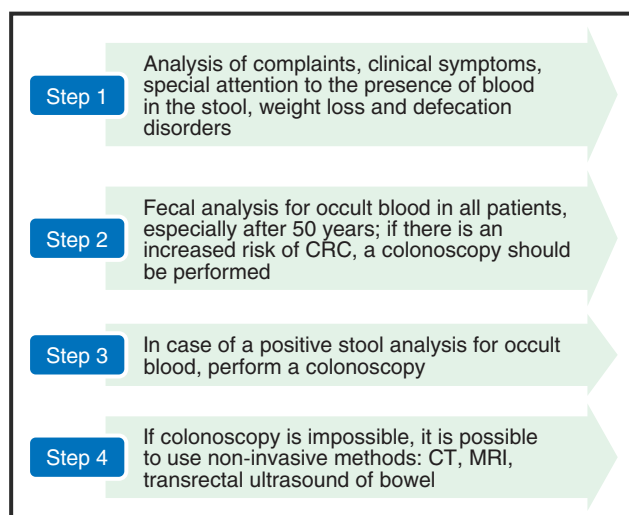 Step 1
Analysis of complaints, clinical symptoms,
special attention to the presence of blood
in the stool, weight loss and defecation
disorders
Step 2
Fecal analysis for occult blood in all patients,
especially after 50 years; if there is an
increased risk of CRC, a colonoscopy should
be performed
Step 3
In case of a positive stool analysis for occult
blood, perform a colonoscopy
Step 4
If colonoscopy is impossible, it is possible
to use non-invasive methods: CT, MRI,
transrectal ultrasound of bowel